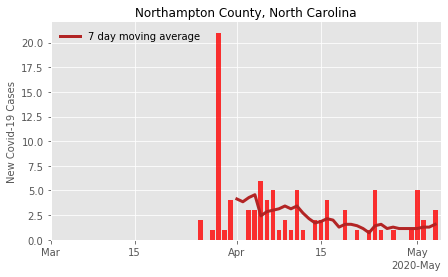 Northampton County, North Carolina
7 day moving average
New Covid-19 Cases
20.0
17.5
15.0
12.5
10.0
7.5
5.0
2.5
0.0
Mar 15 Apr 15 May
2020-May